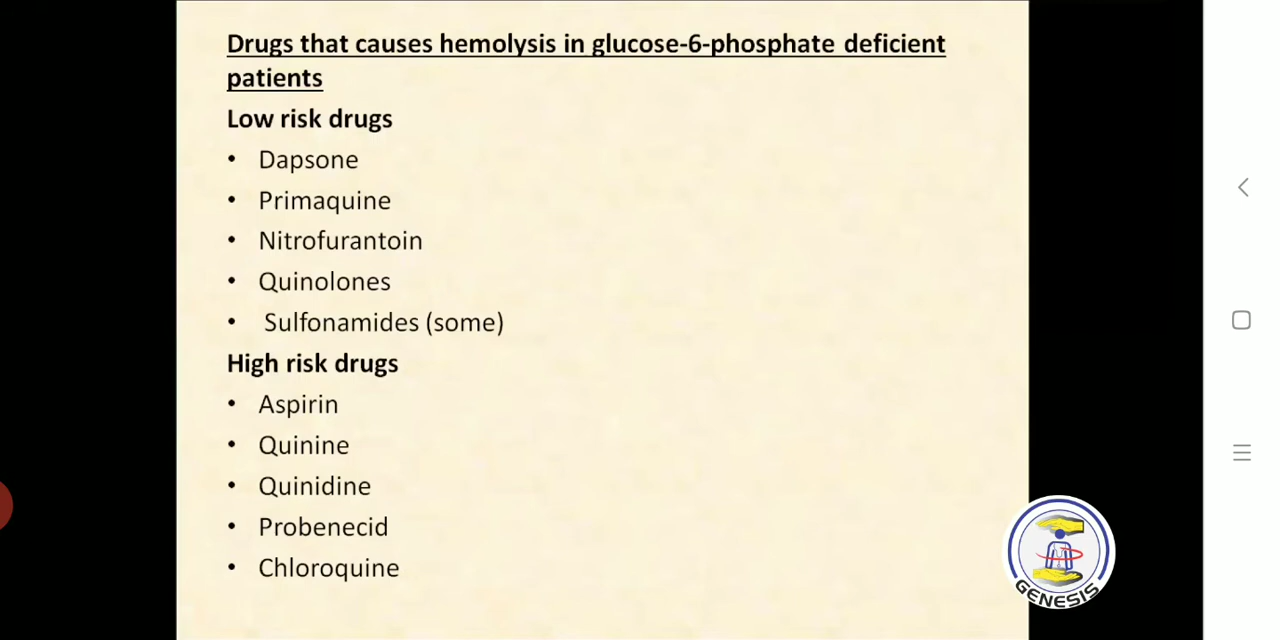 Drugs that causes hemolysis in glucose-6-phosphate deficient
patients
Low risk drugs
• Dapsone
• Primaquine
• Nitrofurantoin
• Quinolones
• Sulfonamides (some)
High risk drugs
• Aspirin
• Quinine
• Quinidine
• Probenecid
• Chloroquine
GENESIS